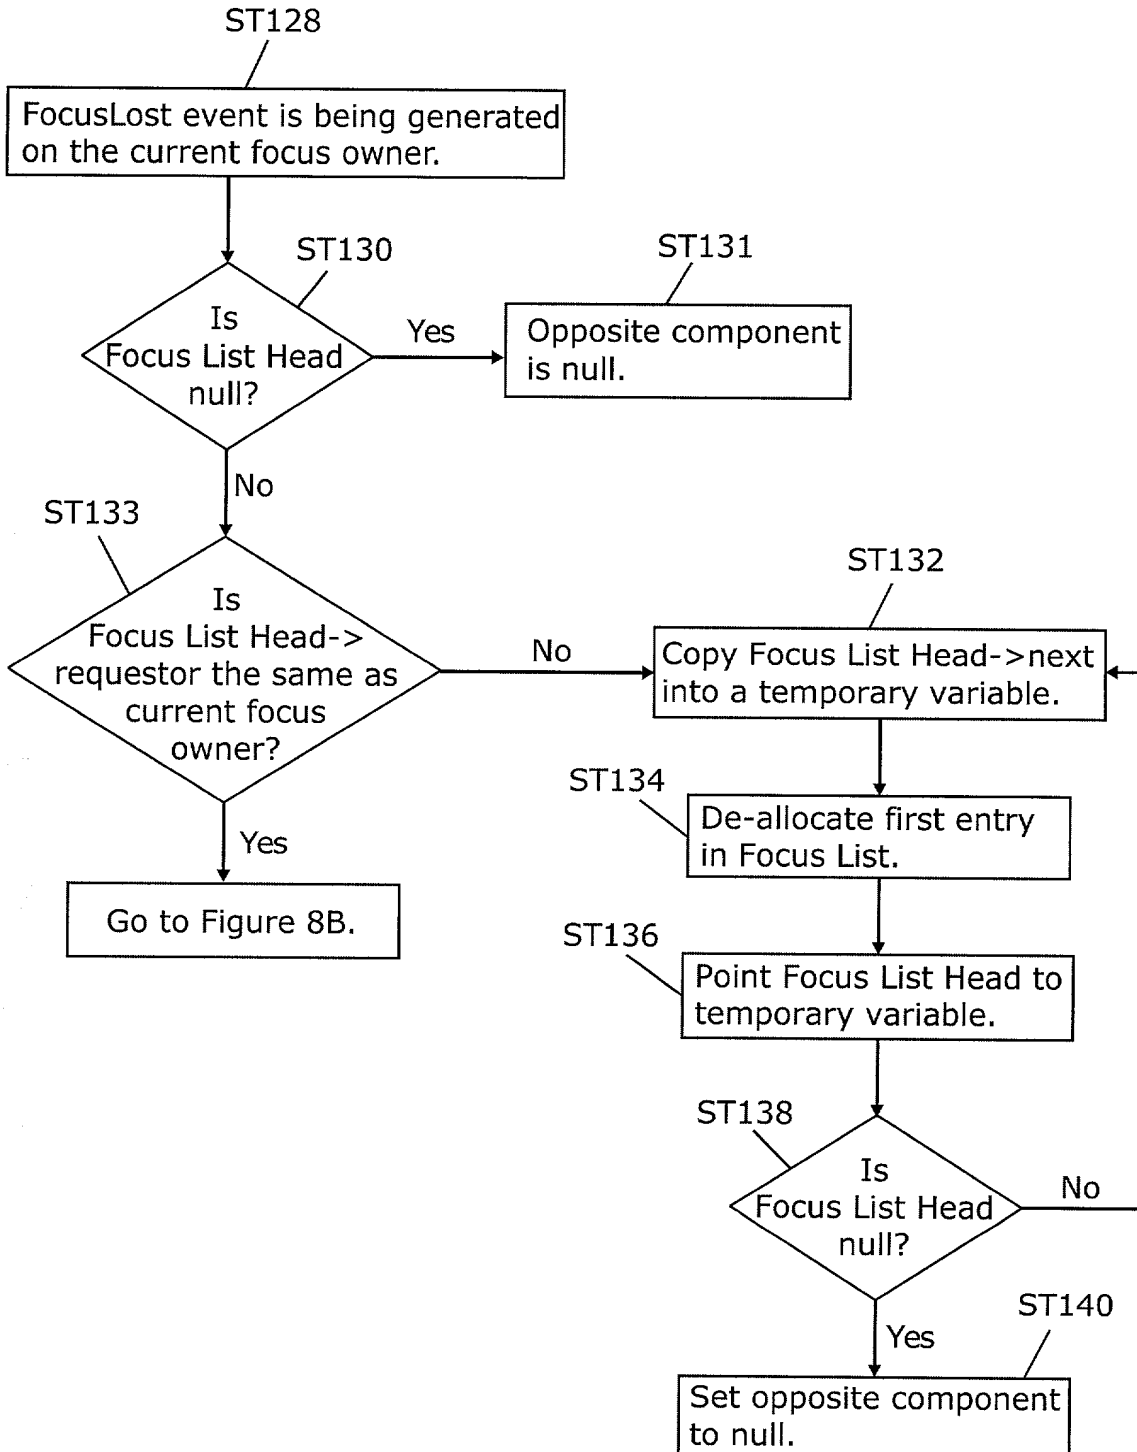 ST128
FocusLost event is being generated
on the current focus owner.
ST130
ST131
Is
Focus List Head
null?
Yes
Opposite component
is null.
No
ST133
ST132
Is
Focus List Head->
requestor the same as
current focus
owner?
No
Copy Focus List Head->next
into a temporary variable.
ST134
De-allocate first entry
in Focus List.
Yes
Go to Figure 8B.
ST136
Point Focus List Head to
temporary variable.
ST138
Is
Focus List Head
null?
No
ST140
Yes
Set opposite component
to null.